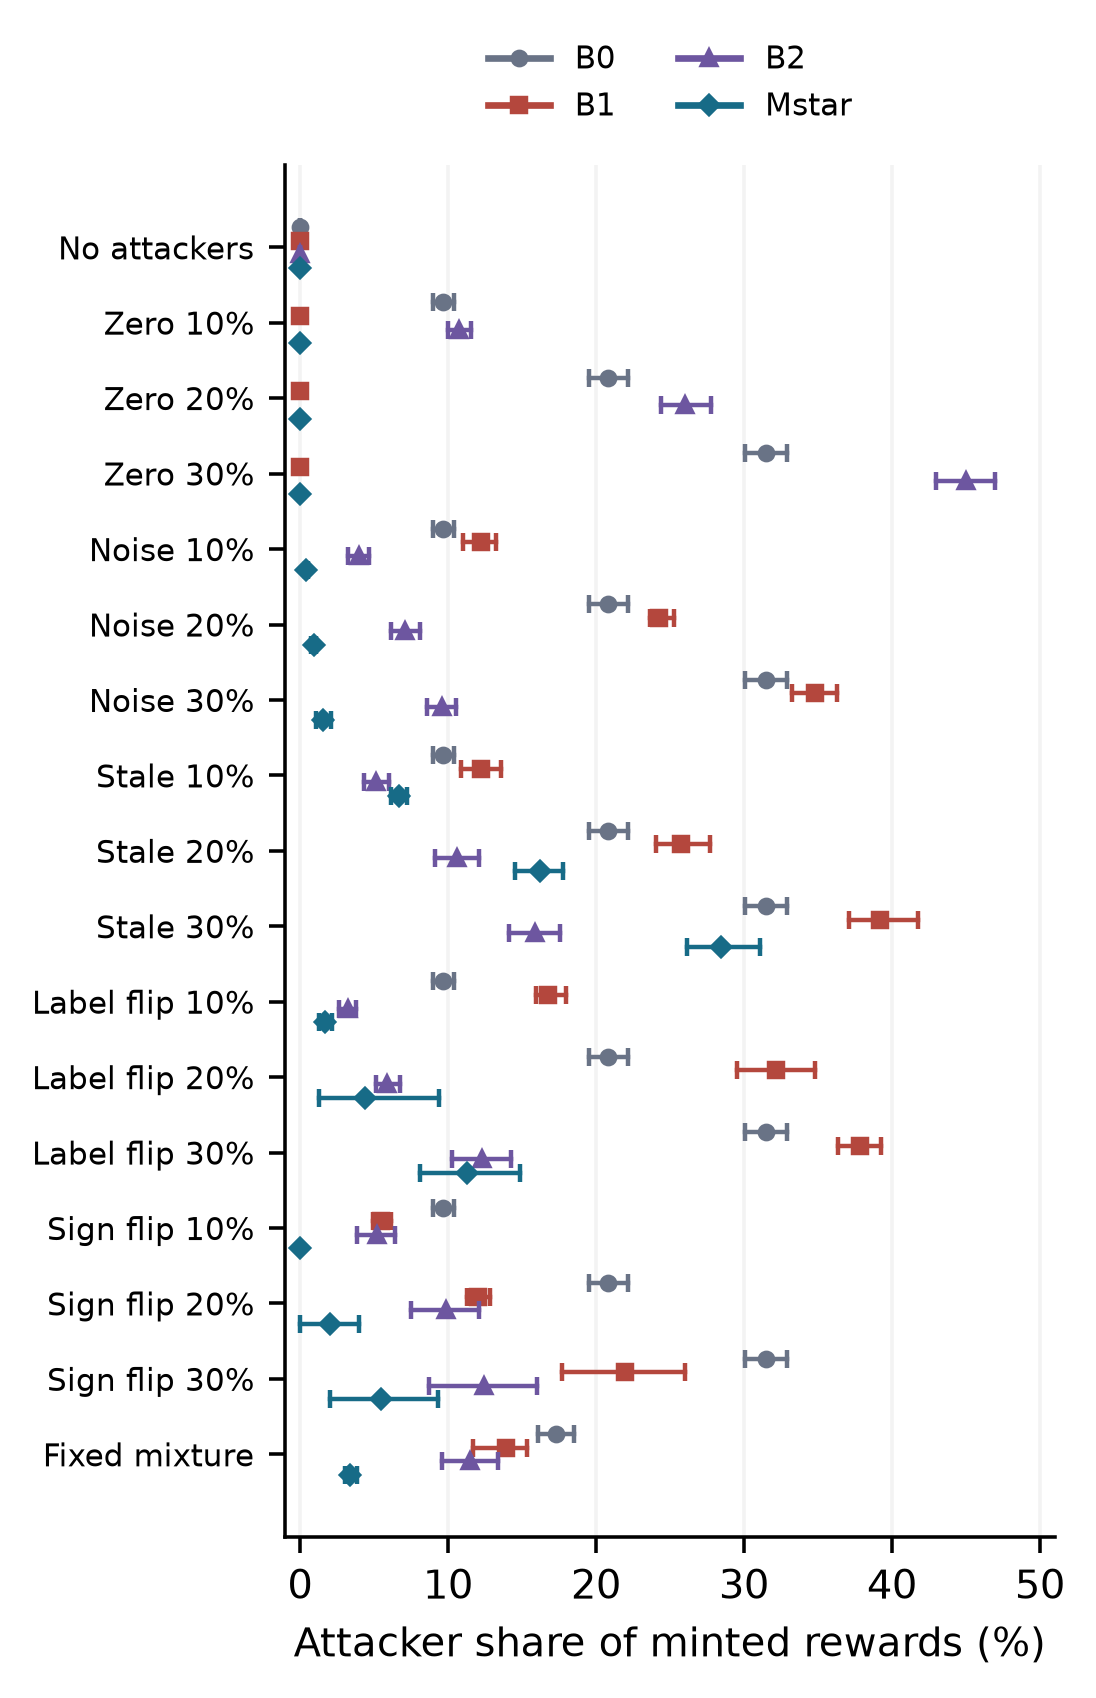 B0
B2
B1
Mstar
No attackers
Zero 10%
Zero 20%
Zero 30%
Noise 10%
Noise 20%
Noise 30%
Stale 10%
Stale 20%
Stale 30%
Label flip 10%
Label flip 20%
Label flip 30%
Sign flip 10%
Sign flip 20%
Sign flip 30%
Fixed mixture
0 10 20 30 40 50
Attacker share of minted rewards (%)